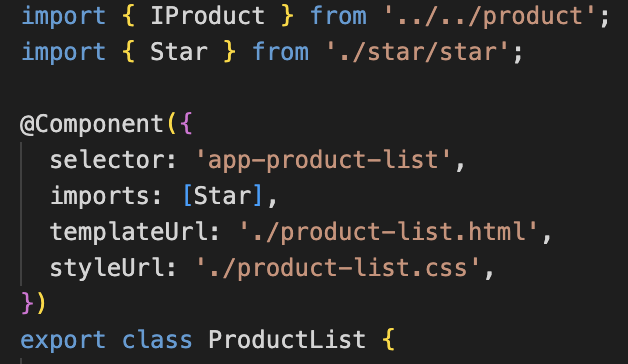 import { IProduct } from '../../product';
import { Star } from './star/star';
@Component({
selector: 'app-product-list',
imports: [Star],
templateUrl: './product-list.html',
styleUrl: './product-list.css',
})
export class ProductList {